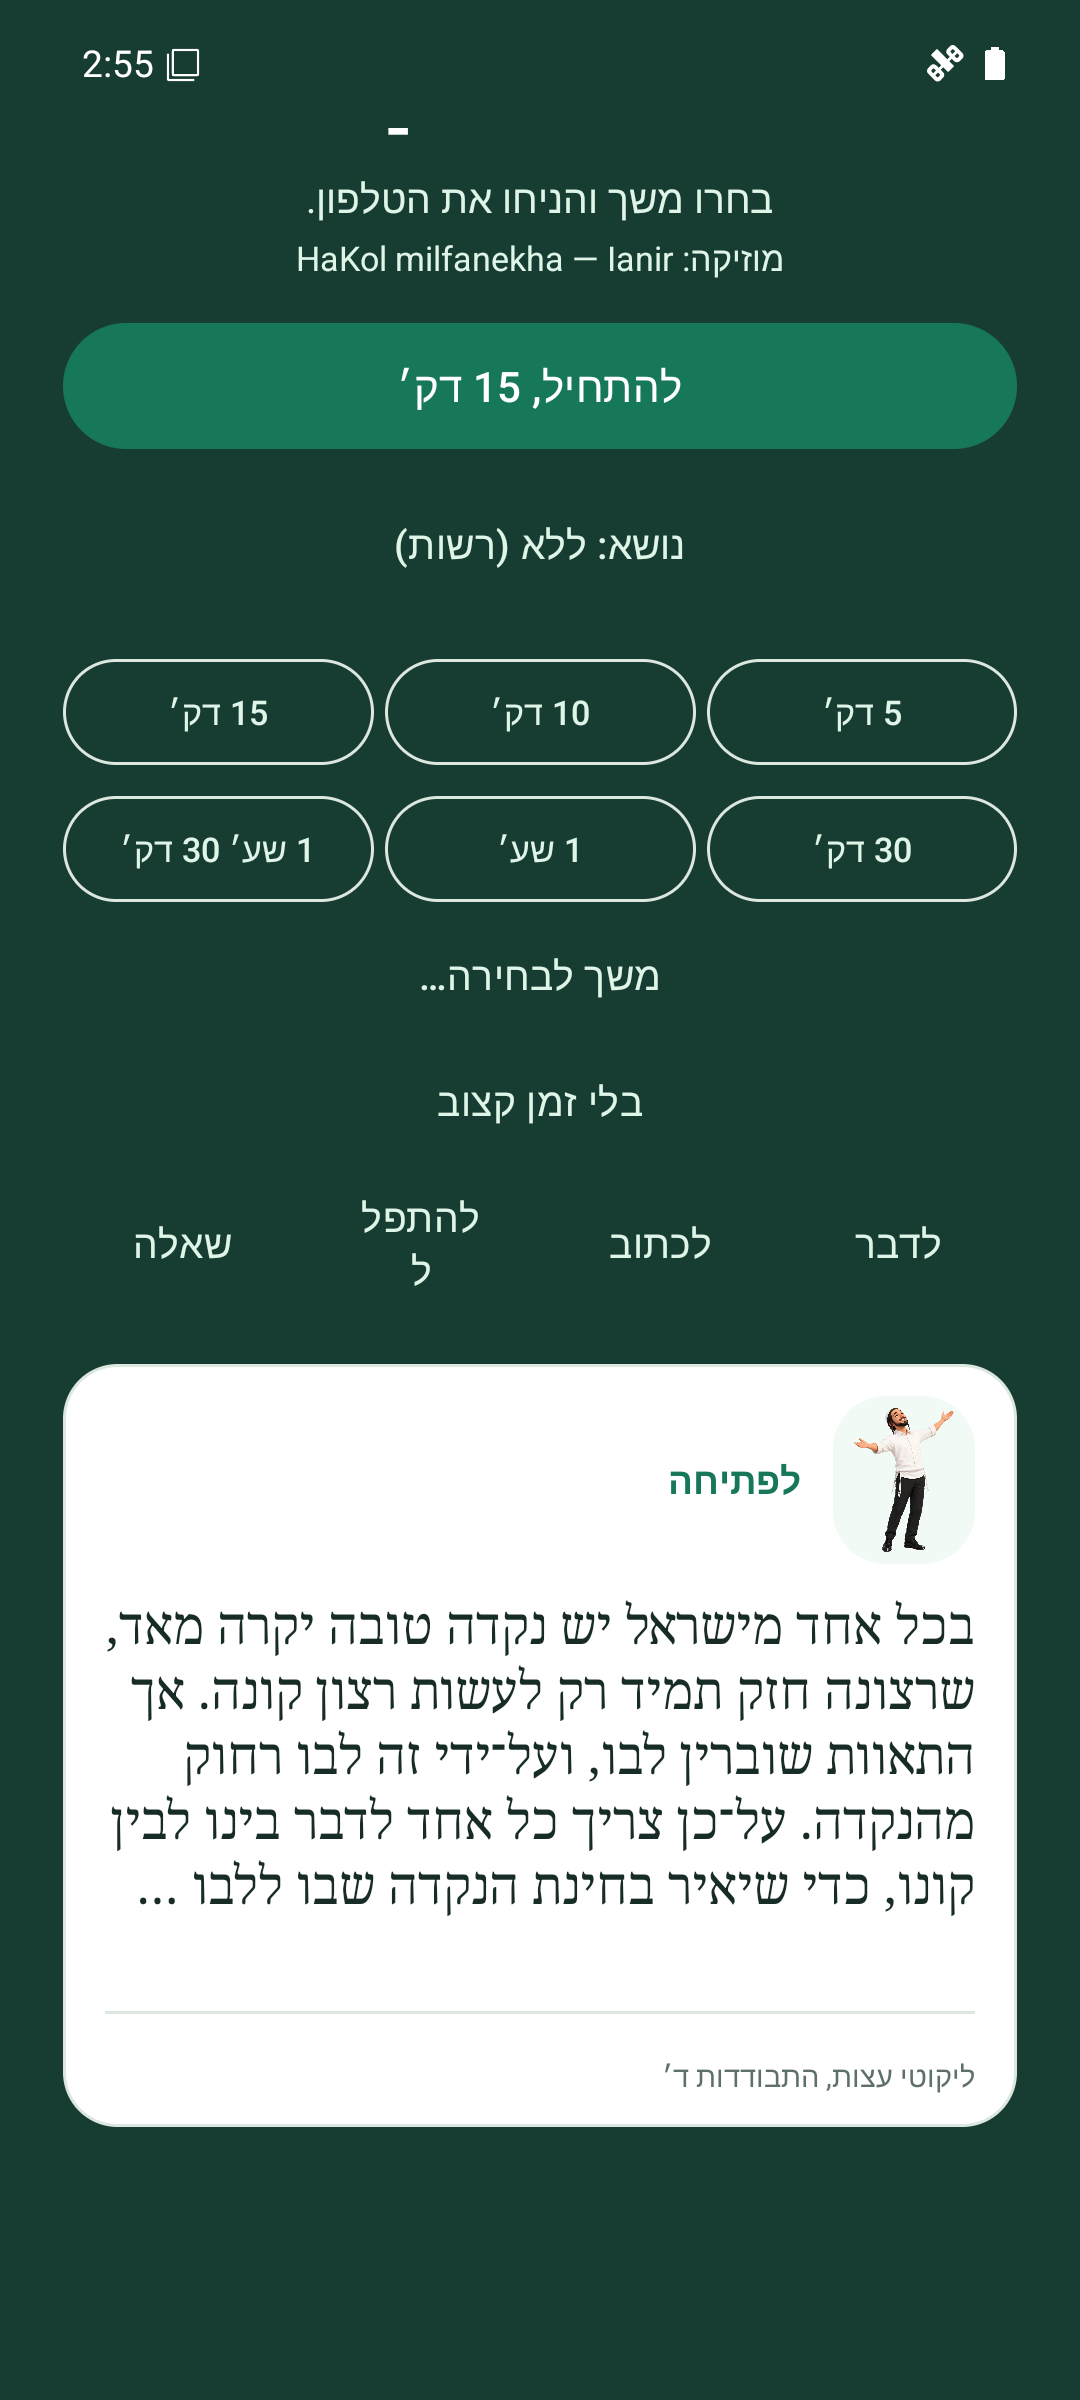 2:55
בחרו משך והניחו את הטלפון.
מוזיקה: HaKol milfanekha — Ianir
להתחיל, 15 דק׳
נושא: ללא (רשות)
5 דק׳
10 דק׳
15 דק׳
30 דק׳
1 שע׳
1 שע׳ 30 דק׳
משך לבחירה...
בלי זמן קצוב
לדבר
לכתוב
להתפל
ל
שאלה
לפתיחה
בכל אחד מישראל יש נקדה טובה יקרה מאד,
שרצונה חזק תמיד רק לעשות רצון קונה. אך
התאוות שוברין לבו, ועל־ידי זה לבו רחוק
מהנקדה. על־כן צריך כל אחד לדבר בינו לבין
קונו, כדי שיאיר בחינת הנקדה שבו ללבו ...
ליקוטי עצות, התבודדות ד׳